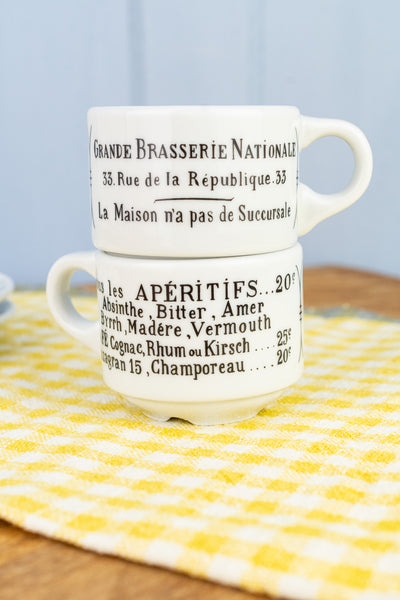 GRANDE BRASSERIE NATIONALE
33. Rue de la République. 33
La Maison n'a pas de Succursale
les APÉRITIFS...20ᶜ
Absinthe, Bitter, Amer
Madère, Vermouth
Cognac, Rhum ou Kirsch .... 25ᶜ
15, Champoreau .... 20ᶜ